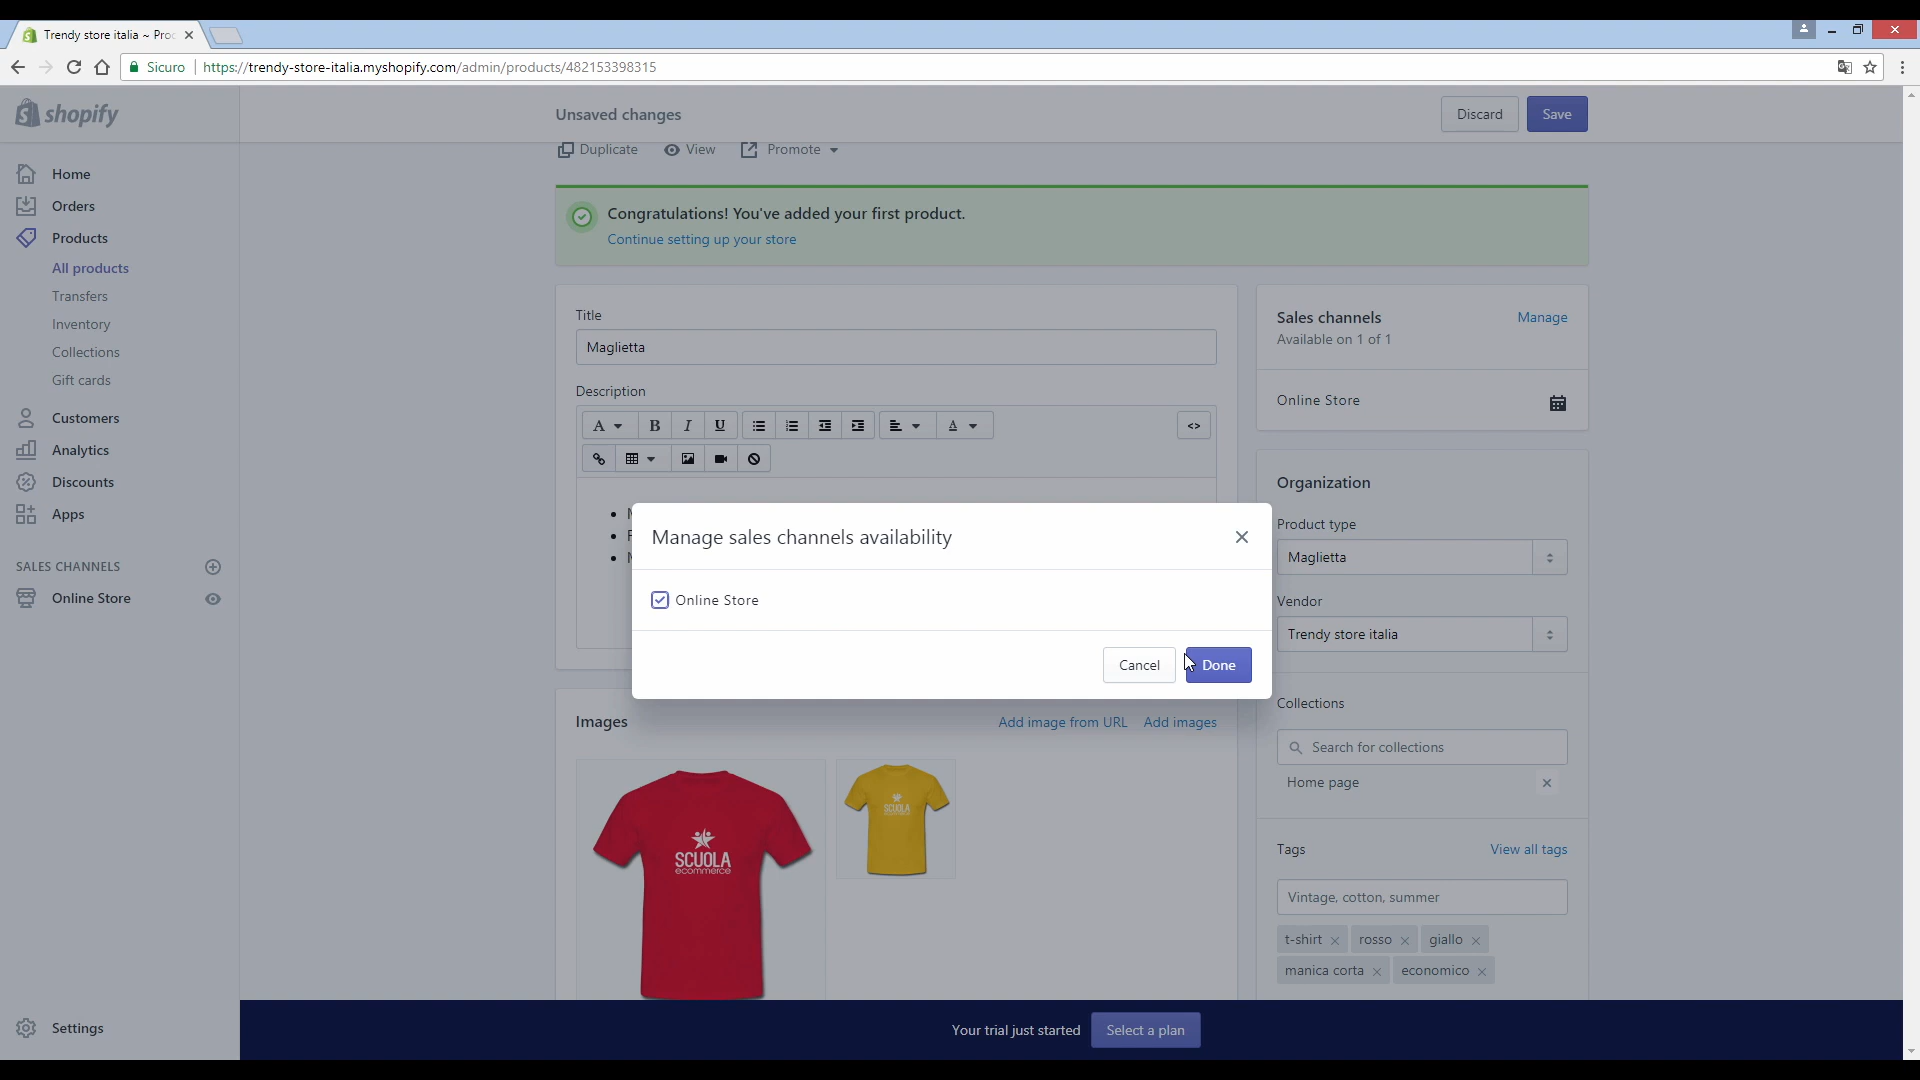 Trendy store italia ~ Pro
Sicuro
https://trendy-store-italia.myshopify.com/admin/products/482153398315
shopify
Unsaved changes
Discard
Save
Duplicate
View
Promote
Home
Orders
Products
All products
Transfers
Inventory
Collections
Gift cards
Customers
Analytics
Discounts
Apps
SALES CHANNELS
Online Store
Settings
Congratulations! You've added your first product.
Continue setting up your store
Title
Maglietta
Description
A
B
I
U
A
<>
Manage sales channels availability
Online Store
Cancel
Done
Images
Add image from URL
Add images
SCUOLA
ecommerce
SCUOLA
ecommerce
Sales channels
Manage
Available on 1 of 1
Online Store
Organization
Product type
Maglietta
Vendor
Trendy store italia
Collections
Search for collections
Home page
Tags
View all tags
Vintage, cotton, summer
t-shirt
rosso
giallo
manica corta
economico
Your trial just started
Select a plan